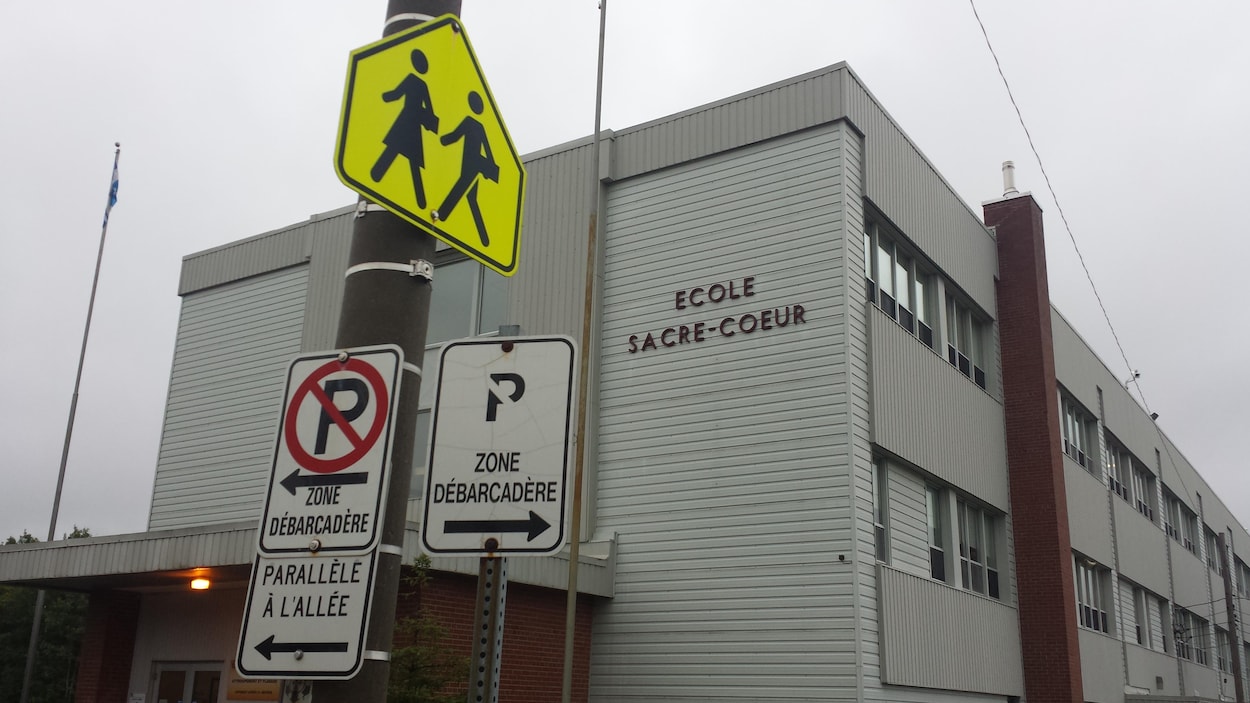 ECOLE
SACRE-COEUR
P
ZONE
DÉBARCADÈRE
P
ZONE
DÉBARCADÈRE
PARALLÈLE
À L'ALLÉE